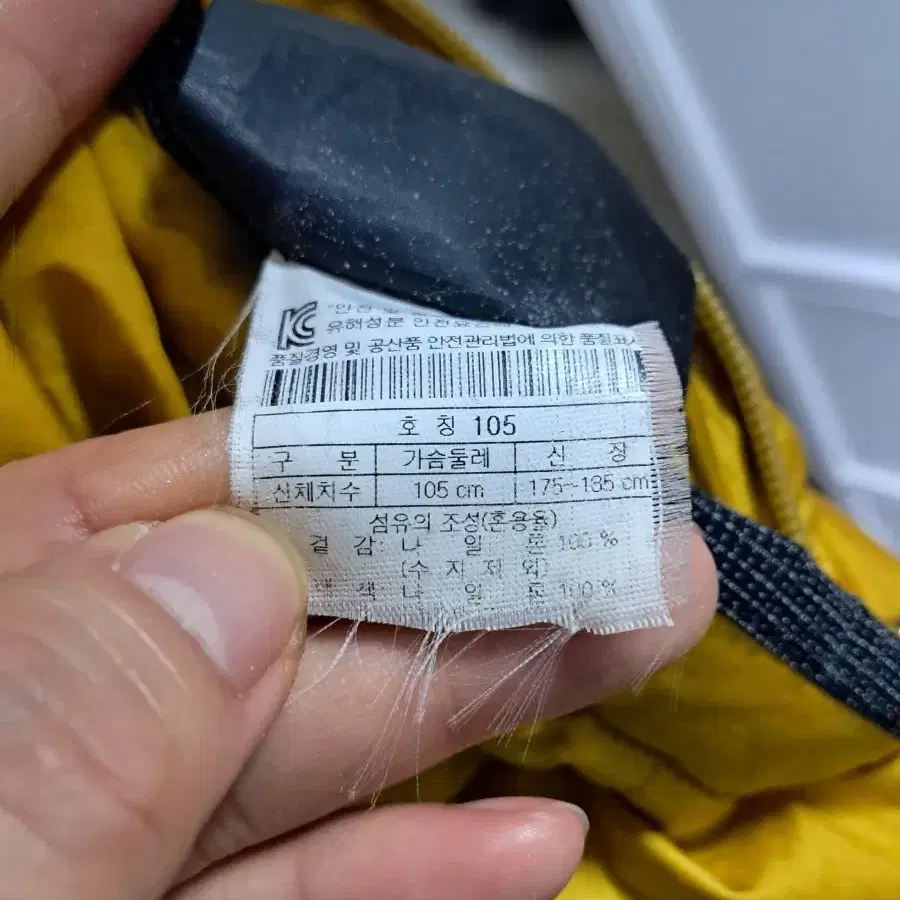 유해성분 안전
품질경영 및 공산품 안전관리법에 의한 품질표시
호 칭 105
구 분 가슴둘레 신 장
신체치수 105 cm 175~185 cm
섬유의 조성(혼용율)
겉 감: 나 일 론 100 %
(수 지 제 외)
배 색 나 일 론 100 %